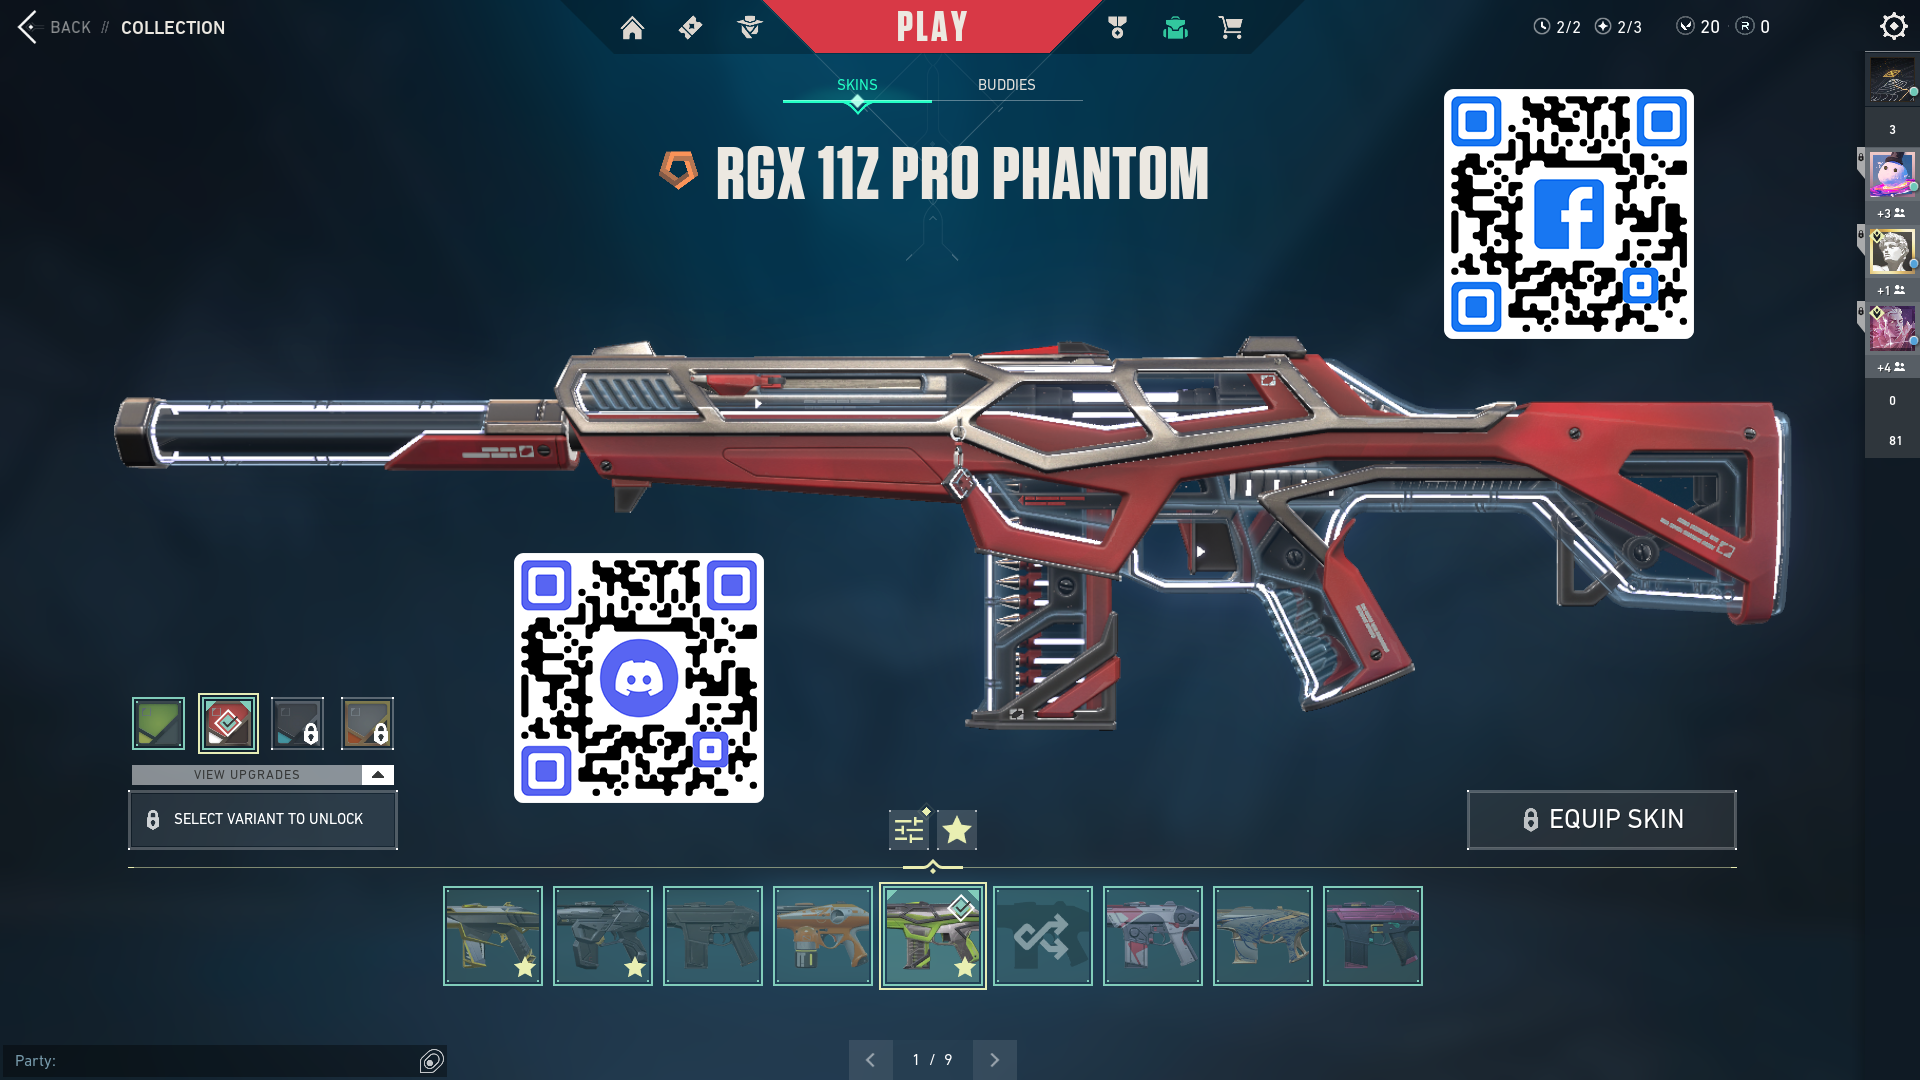 BACK // COLLECTION
PLAY
2/2 2/3 20 R 0
SKINS BUDDIES
RGX 11Z PRO PHANTOM
3
+3
+1
+4
0
81
VIEW UPGRADES
SELECT VARIANT TO UNLOCK
EQUIP SKIN
Party:
1 / 9